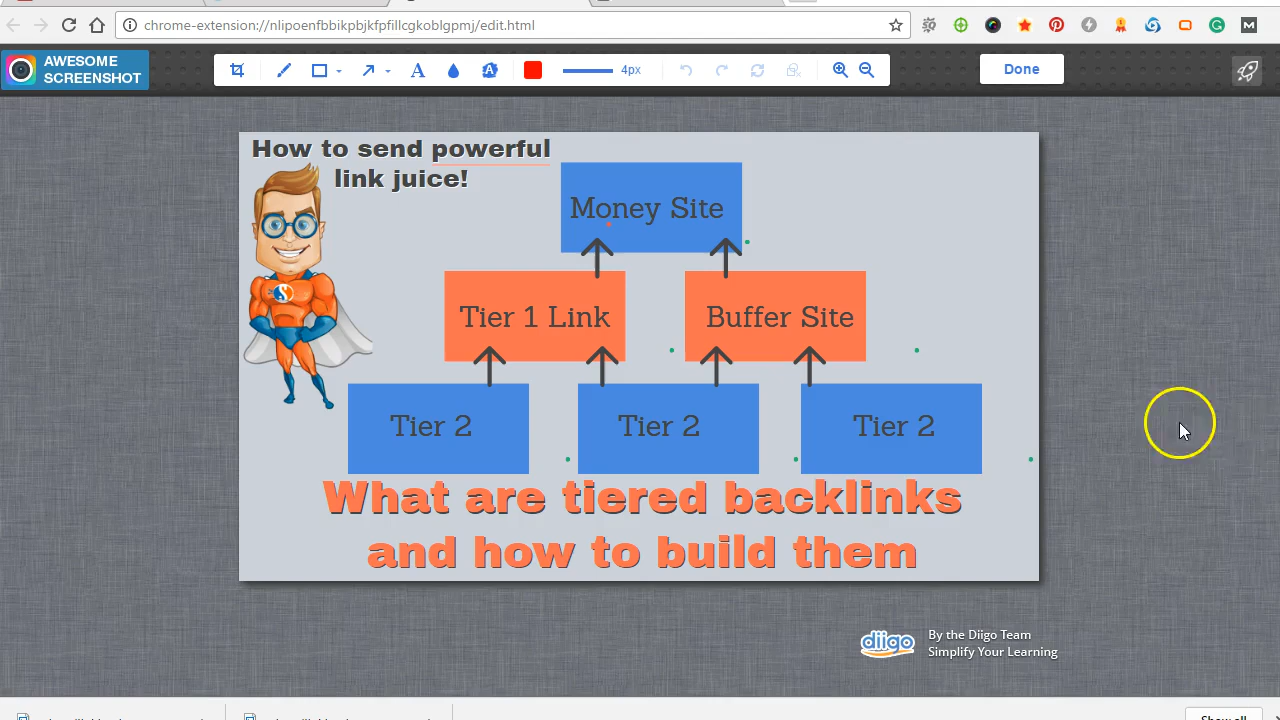 chrome-extension://nlipoenfbbikpbjkfpfillcgkoblgpmj/edit.html
AWESOME
SCREENSHOT
A
4px
Done
How to send powerful
link juice!
Money Site
Tier 1 Link
Buffer Site
Tier 2
Tier 2
Tier 2
What are tiered backlinks
and how to build them
diigo
By the Diigo Team
Simplify Your Learning
Show all